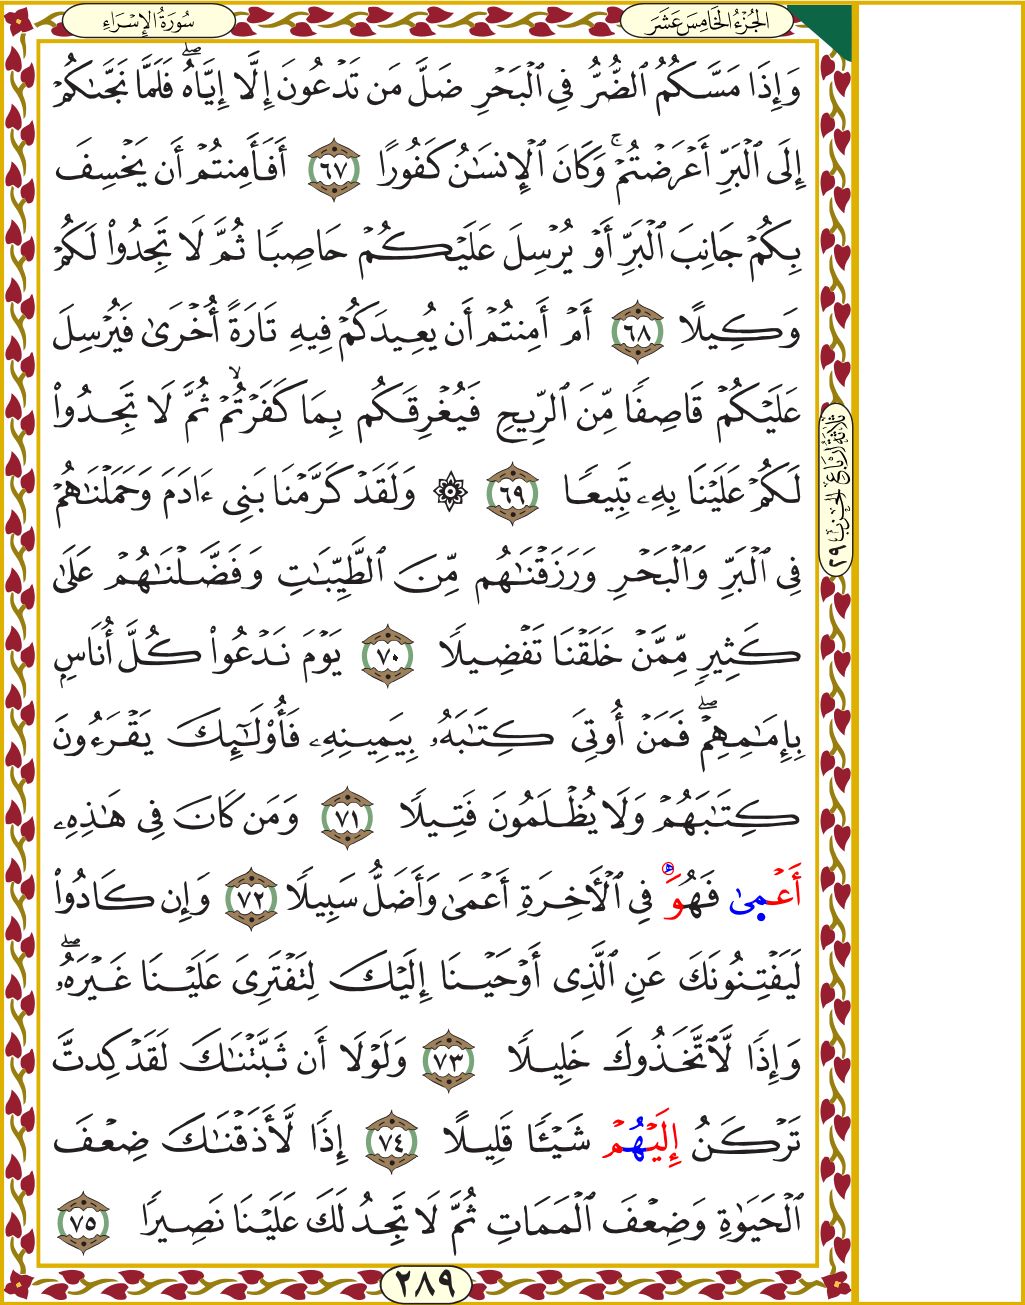 سُورَةُ الإِسْرَاءِ
الجُزْءُ الخَامِسَ عَشَرَ
وَإِذَا مَسَّكُمُ ٱلضُّرُّ فِي ٱلۡبَحۡرِ ضَلَّ مَن تَدۡعُونَ إِلَّآ إِيَّاهُۖ فَلَمَّا نَجَّىٰكُمۡ
إِلَى ٱلۡبَرِّ أَعۡرَضۡتُمۡۚ وَكَانَ ٱلۡإِنسَٰنُ كَفُورًا ٦٧ أَفَأَمِنتُمۡ أَن يَخۡسِفَ
بِكُمۡ جَانِبَ ٱلۡبَرِّ أَوۡ يُرۡسِلَ عَلَيۡكُمۡ حَاصِبٗا ثُمَّ لَا تَجِدُواْ لَكُمۡ
وَكِيلًا ٦٨ أَمۡ أَمِنتُمۡ أَن يُعِيدَكُمۡ فِيهِ تَارَةً أُخۡرَىٰ فَيُرۡسِلَ
عَلَيۡكُمۡ قَاصِفٗا مِّنَ ٱلرِّيحِ فَيُغۡرِقَكُم بِمَا كَفَرۡتُمۡ ۙ ثُمَّ لَا تَجِدُواْ
لَكُمۡ عَلَيۡنَا بِهِۦ تَبِيعٗا ٦٩ ۞ وَلَقَدۡ كَرَّمۡنَا بَنِيٓ ءَادَمَ وَحَمَلۡنَٰهُمۡ
فِي ٱلۡبَرِّ وَٱلۡبَحۡرِ وَرَزَقۡنَٰهُم مِّنَ ٱلطَّيِّبَٰتِ وَفَضَّلۡنَٰهُمۡ عَلَىٰ
كَثِيرٖ مِّمَّنۡ خَلَقۡنَا تَفۡضِيلٗا ٧٠ يَوۡمَ نَدۡعُواْ كُلَّ أُنَاسِۭ
بِإِمَٰمِهِمۡۖ فَمَنۡ أُوتِيَ كِتَٰبَهُۥ بِيَمِينِهِۦ فَأُوْلَٰٓئِكَ يَقۡرَءُونَ
كِتَٰبَهُمۡ وَلَا يُظۡلَمُونَ فَتِيلٗا ٧١ وَمَن كَانَ فِي هَٰذِهِۦٓ
أَعۡمَىٰ فَهُوَ فِي ٱلۡأٓخِرَةِ أَعۡمَىٰ وَأَضَلُّ سَبِيلٗا ٧٢ وَإِن كَادُواْ
لَيَفۡتِنُونَكَ عَنِ ٱلَّذِيٓ أَوۡحَيۡنَآ إِلَيۡكَ لِتَفۡتَرِيَ عَلَيۡنَا غَيۡرَهُۥۖ
وَإِذٗا لَّٱتَّخَذُوكَ خَلِيلٗا ٧٣ وَلَوۡلَآ أَن ثَبَّتۡنَٰكَ لَقَدۡ كِدتَّ
تَرۡكَنُ إِلَيۡهُمۡ شَيۡـٔٗا قَلِيلًا ٧٤ إِذٗا لَّأَذَقۡنَٰكَ ضِعۡفَ
ٱلۡحَيَوٰةِ وَضِعۡفَ ٱلۡمَمَاتِ ثُمَّ لَا تَجِدُ لَكَ عَلَيۡنَا نَصِيرٗا ٧٥
ثلاثة أرباع الحزب ٢٩
٢٨٩